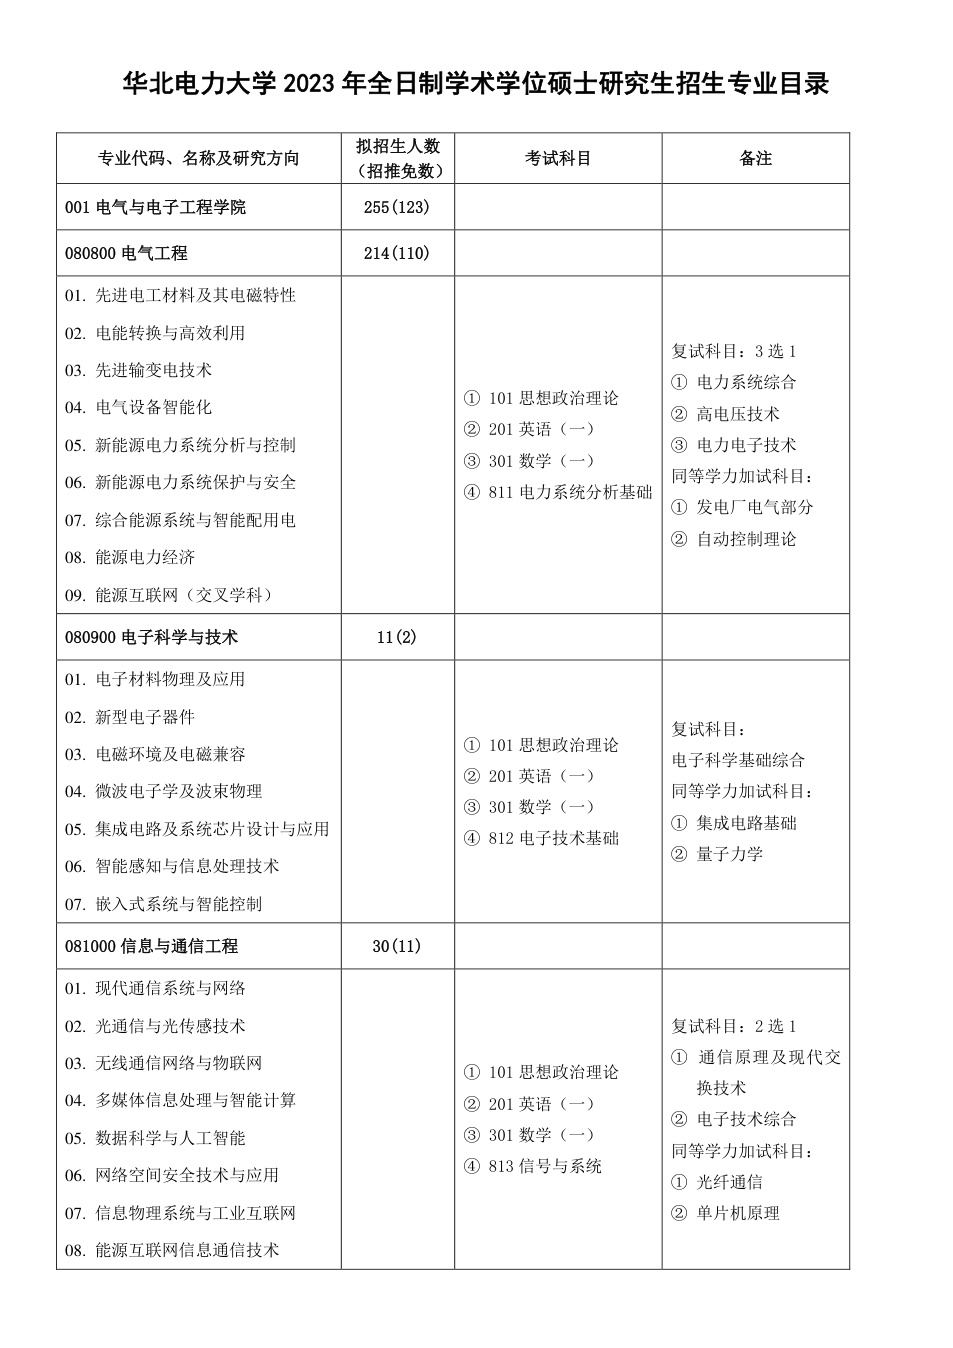 华北电力大学 2023 年全日制学术学位硕士研究生招生专业目录
专业代码、名称及研究方向
拟招生人数
（招推免数）
考试科目
备注
001 电气与电子工程学院
255(123)
080800 电气工程
214(110)
01. 先进电工材料及其电磁特性
02. 电能转换与高效利用
03. 先进输变电技术
04. 电气设备智能化
05. 新能源电力系统分析与控制
06. 新能源电力系统保护与安全
07. 综合能源系统与智能配用电
08. 能源电力经济
09. 能源互联网（交叉学科）
① 101 思想政治理论
② 201 英语（一）
③ 301 数学（一）
④ 811 电力系统分析基础
复试科目：3 选 1
① 电力系统综合
② 高电压技术
③ 电力电子技术
同等学力加试科目：
① 发电厂电气部分
② 自动控制理论
080900 电子科学与技术
11(2)
01. 电子材料物理及应用
02. 新型电子器件
03. 电磁环境及电磁兼容
04. 微波电子学及波束物理
05. 集成电路及系统芯片设计与应用
06. 智能感知与信息处理技术
07. 嵌入式系统与智能控制
① 101 思想政治理论
② 201 英语（一）
③ 301 数学（一）
④ 812 电子技术基础
复试科目：
电子科学基础综合
同等学力加试科目：
① 集成电路基础
② 量子力学
081000 信息与通信工程
30(11)
01. 现代通信系统与网络
02. 光通信与光传感技术
03. 无线通信网络与物联网
04. 多媒体信息处理与智能计算
05. 数据科学与人工智能
06. 网络空间安全技术与应用
07. 信息物理系统与工业互联网
08. 能源互联网信息通信技术
① 101 思想政治理论
② 201 英语（一）
③ 301 数学（一）
④ 813 信号与系统
复试科目：2 选 1
① 通信原理及现代交
换技术
② 电子技术综合
同等学力加试科目：
① 光纤通信
② 单片机原理